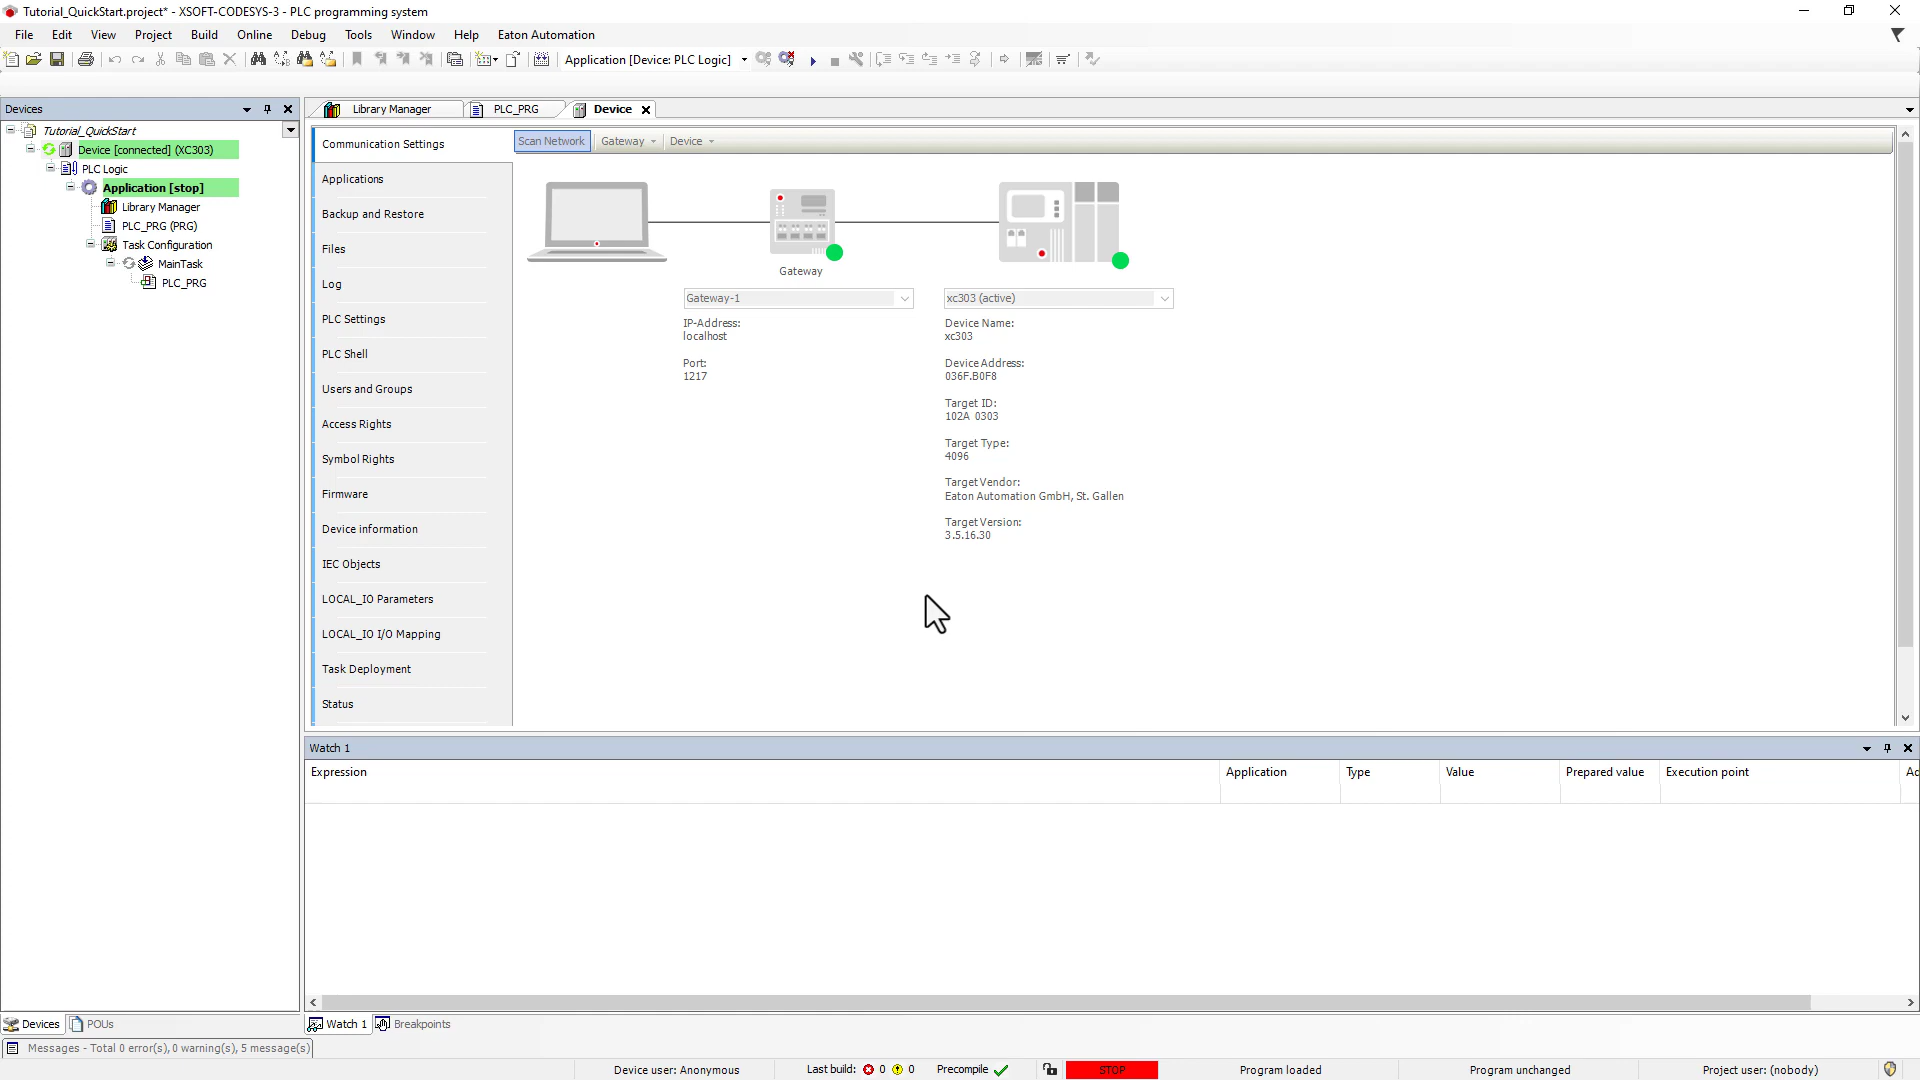 Tutorial_QuickStart.project* - XSOFT-CODESYS-3 - PLC programming system
File Edit View Project Build Online Debug Tools Window Help Eaton Automation
Application [Device: PLC Logic]
Devices
Tutorial_QuickStart
Device [connected] (XC303)
PLC Logic
Application [stop]
Library Manager
PLC_PRG (PRG)
Task Configuration
MainTask
PLC_PRG
Devices POUs
Library Manager PLC_PRG Device
Communication Settings
Applications
Backup and Restore
Files
Log
PLC Settings
PLC Shell
Users and Groups
Access Rights
Symbol Rights
Firmware
Device information
IEC Objects
LOCAL_IO Parameters
LOCAL_IO I/O Mapping
Task Deployment
Status
Scan Network Gateway Device
Gateway
Gateway-1
IP-Address:
localhost
Port:
1217
xc303 (active)
Device Name:
xc303
Device Address:
036F.B0F8
Target ID:
102A 0303
Target Type:
4096
Target Vendor:
Eaton Automation GmbH, St. Gallen
Target Version:
3.5.16.30
Watch 1
Expression Application Type Value Prepared value Execution point Ad
Watch 1 Breakpoints
Messages - Total 0 error(s), 0 warning(s), 5 message(s)
Device user: Anonymous Last build: 0 0 Precompile STOP Program loaded Program unchanged Project user: (nobody)